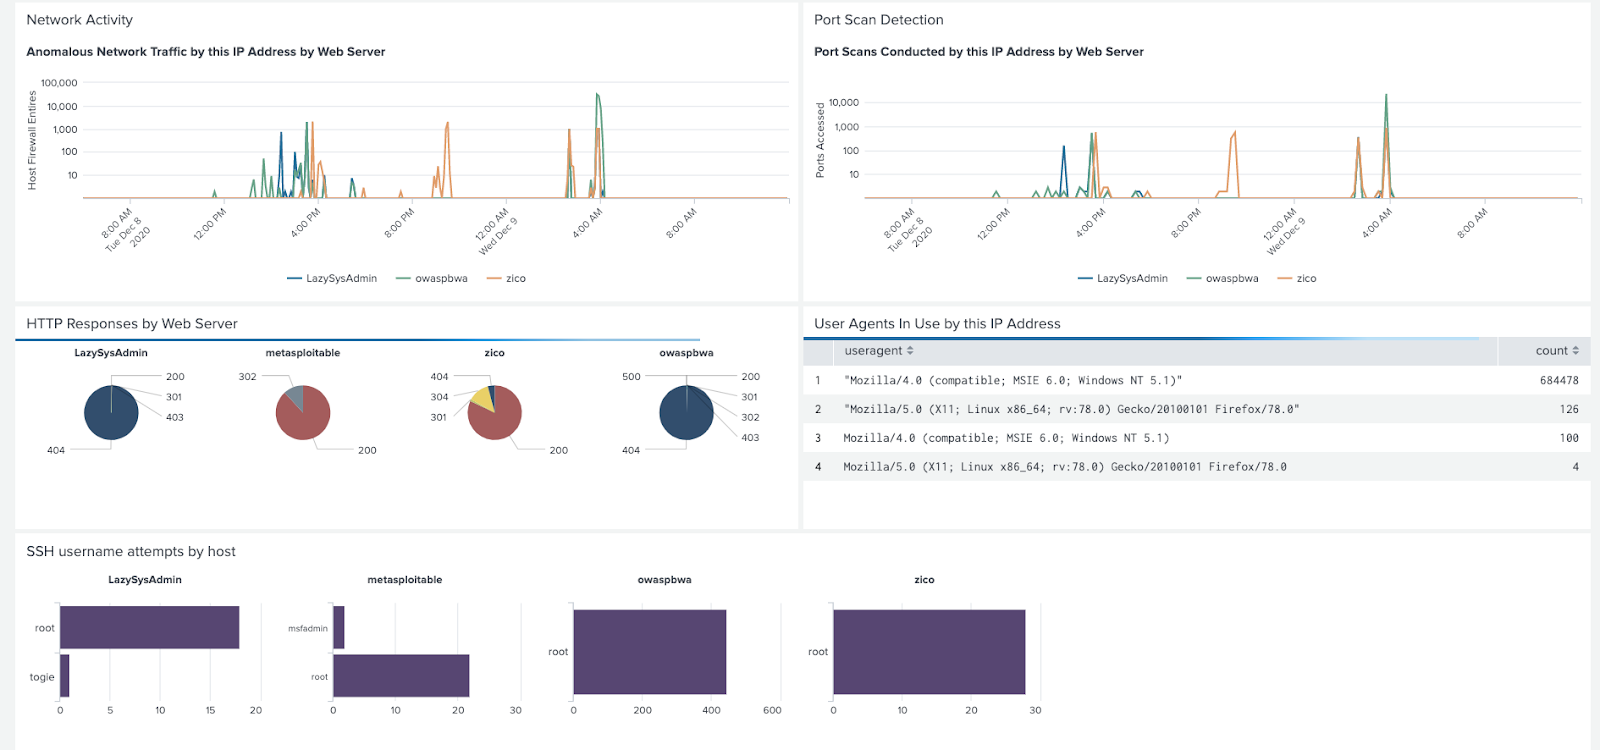 Network Activity
Anomalous Network Traffic by this IP Address by Web Server
Host Firewall Entires
100,000
10,000
1,000
100
10
8:00 AM
Tue Dec 8
2020
12:00 PM
4:00 PM
8:00 PM
12:00 AM
Wed Dec 9
4:00 AM
8:00 AM
LazySysAdmin owaspbwa zico
Port Scan Detection
Port Scans Conducted by this IP Address by Web Server
Ports Accessed
10,000
1,000
100
10
8:00 AM
Tue Dec 8
2020
12:00 PM
4:00 PM
8:00 PM
12:00 AM
Wed Dec 9
4:00 AM
8:00 AM
LazySysAdmin owaspbwa zico
HTTP Responses by Web Server
LazySysAdmin
200
301
403
404
metasploitable
302
200
zico
404
304
301
200
owaspbwa
500
200
301
302
403
404
User Agents In Use by this IP Address
useragent count
1 "Mozilla/4.0 (compatible; MSIE 6.0; Windows NT 5.1)" 684478
2 "Mozilla/5.0 (X11; Linux x86_64; rv:78.0) Gecko/20100101 Firefox/78.0" 126
3 Mozilla/4.0 (compatible; MSIE 6.0; Windows NT 5.1) 100
4 Mozilla/5.0 (X11; Linux x86_64; rv:78.0) Gecko/20100101 Firefox/78.0 4
SSH username attempts by host
LazySysAdmin
root
togie
0 5 10 15 20
metasploitable
msfadmin
root
0 10 20 30
owaspbwa
root
0 200 400 600
zico
root
0 10 20 30